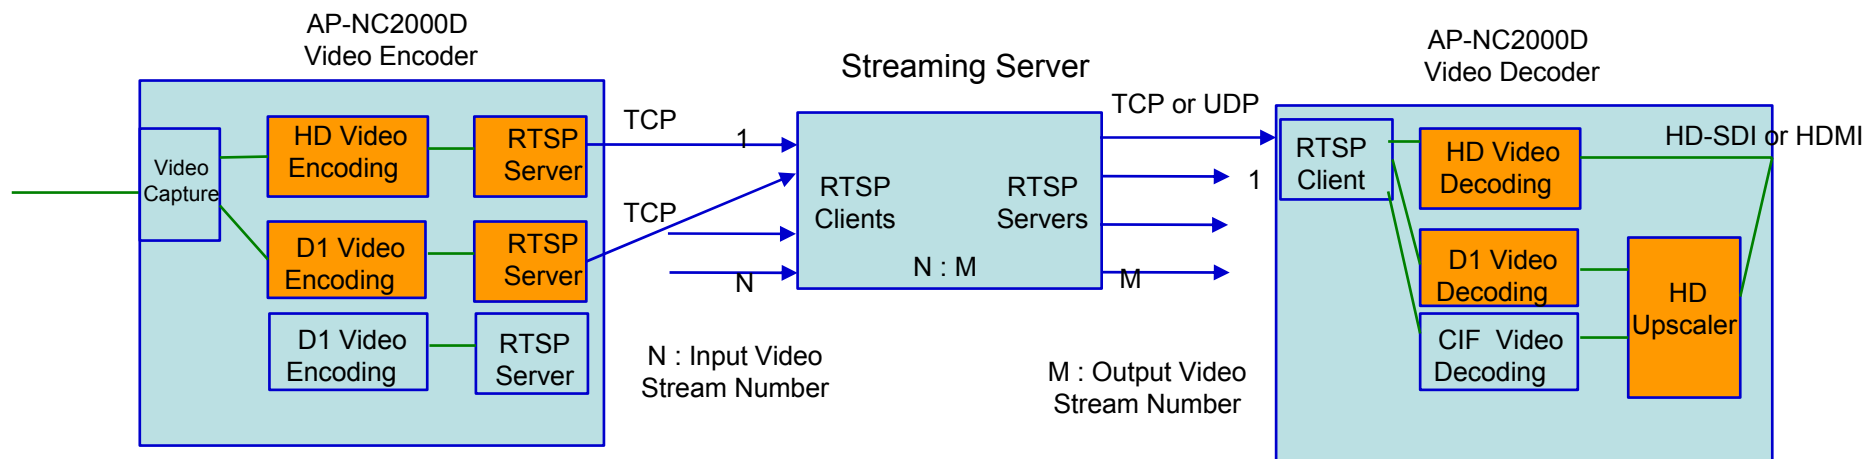 AP-NC2000D
Video Encoder
Video
Capture
HD Video
Encoding
RTSP
Server
D1 Video
Encoding
RTSP
Server
D1 Video
Encoding
RTSP
Server
TCP
1
TCP
N
N : Input Video
Stream Number
Streaming Server
RTSP
Clients
RTSP
Servers
N : M
TCP or UDP
1
M
M : Output Video
Stream Number
AP-NC2000D
Video Decoder
RTSP
Client
HD Video
Decoding
HD-SDI or HDMI
D1 Video
Decoding
CIF Video
Decoding
HD
Upscaler